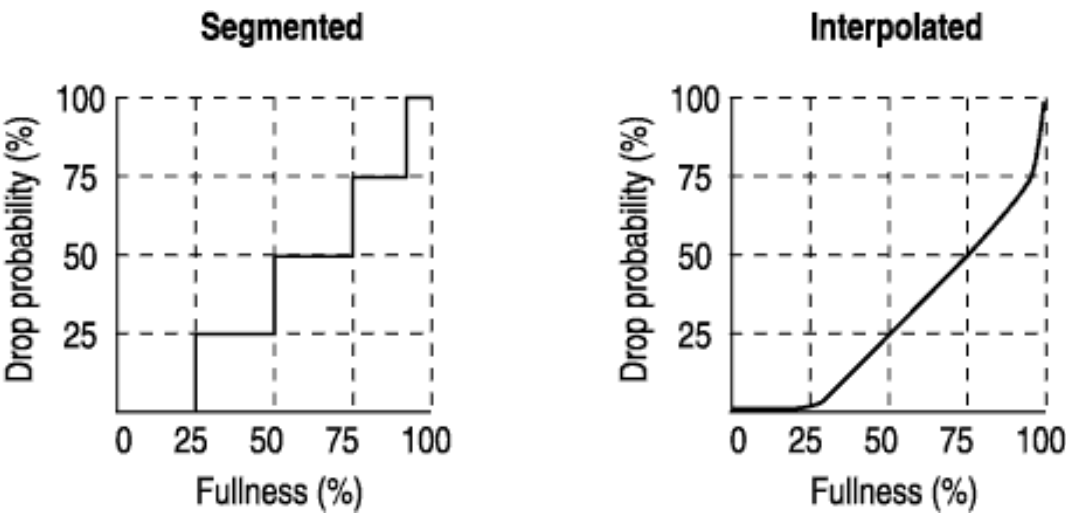 Segmented
Drop probability (%)
100
75
50
25
0 25 50 75 100
Fullness (%)
Interpolated
Drop probability (%)
100
75
50
25
0 25 50 75 100
Fullness (%)